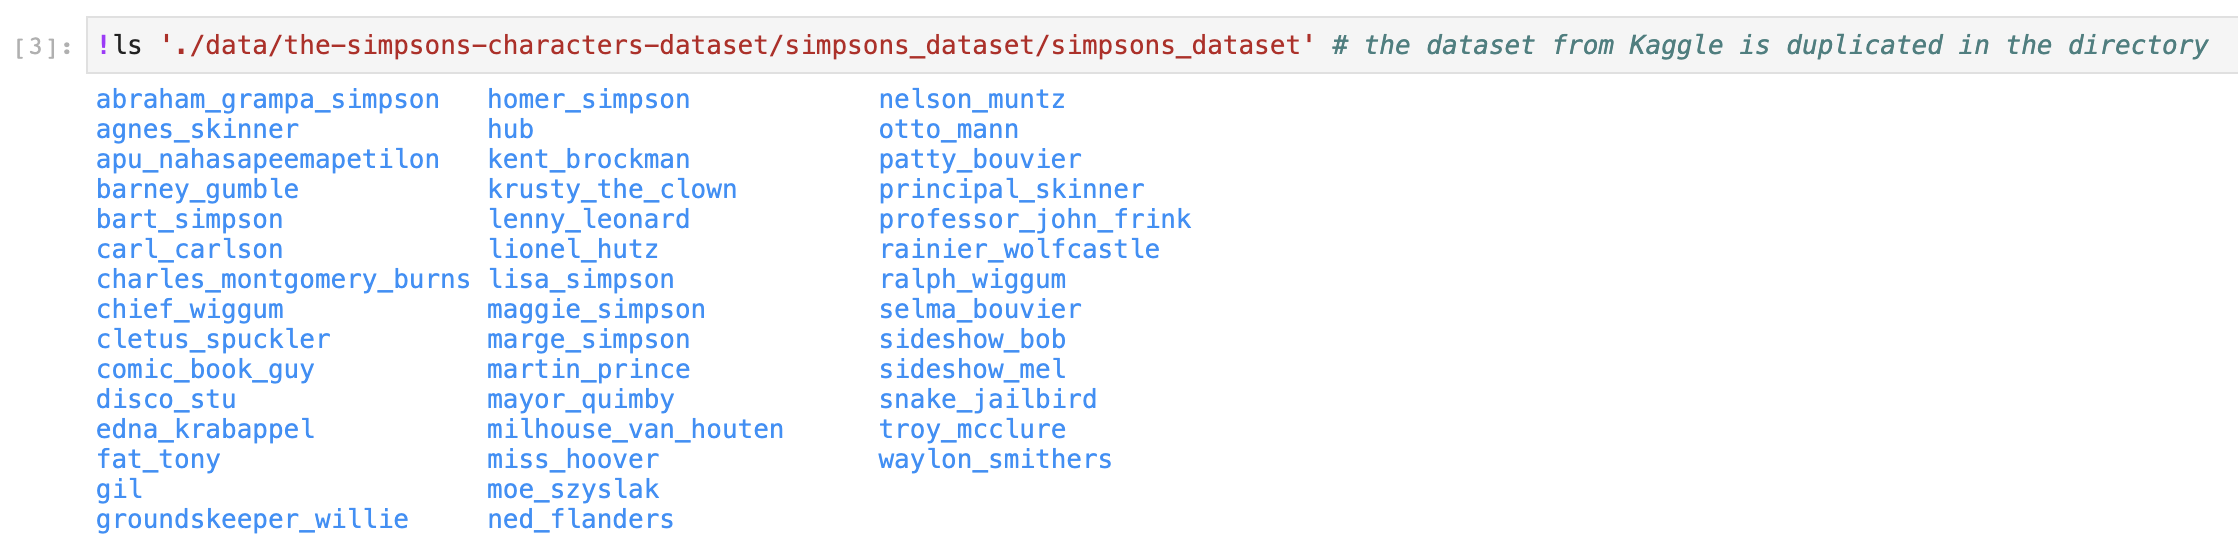 [3]: !ls './data/the-simpsons-characters-dataset/simpsons_dataset/simpsons_dataset' # the dataset from Kaggle is duplicated in the directory
abraham_grampa_simpson homer_simpson nelson_muntz
agnes_skinner hub otto_mann
apu_nahasapeemapetilon kent_brockman patty_bouvier
barney_gumble krusty_the_clown principal_skinner
bart_simpson lenny_leonard professor_john_frink
carl_carlson lionel_hutz rainier_wolfcastle
charles_montgomery_burns lisa_simpson ralph_wiggum
chief_wiggum maggie_simpson selma_bouvier
cletus_spuckler marge_simpson sideshow_bob
comic_book_guy martin_prince sideshow_mel
disco_stu mayor_quimby snake_jailbird
edna_krabappel milhouse_van_houten troy_mcclure
fat_tony miss_hoover waylon_smithers
gil moe_szyslak
groundskeeper_willie ned_flanders